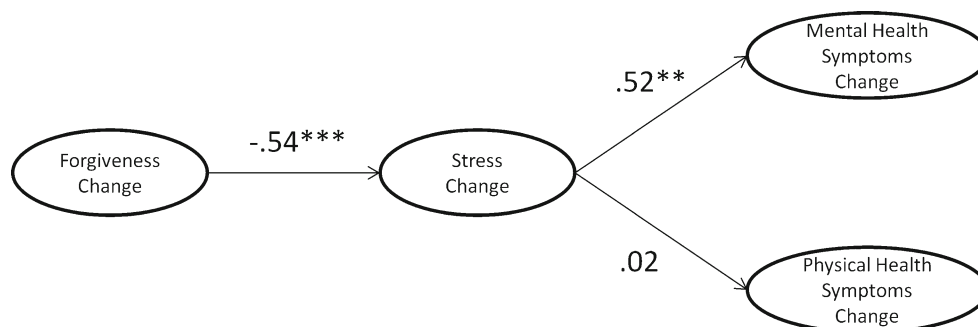 Mental Health
Symptoms
Change
.52**
-.54***
Forgiveness
Change
Stress
Change
.02
Physical Health
Symptoms
Change